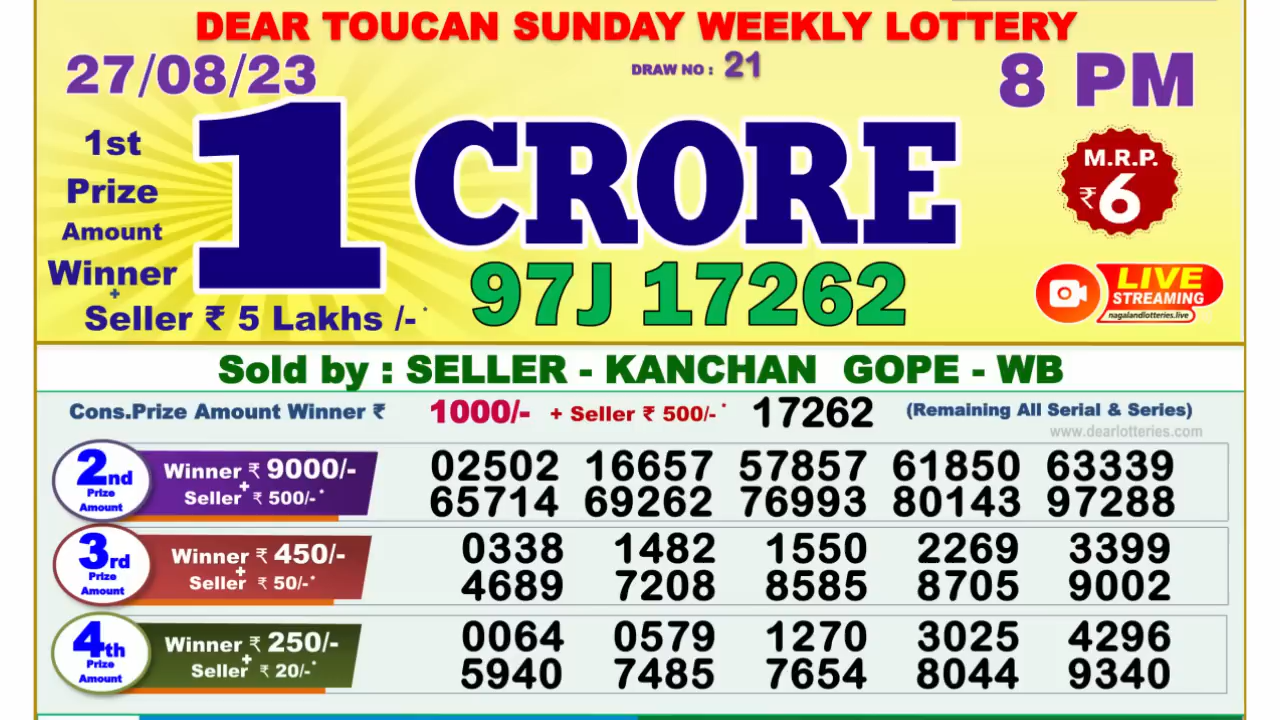 DEAR TOUCAN SUNDAY WEEKLY LOTTERY
27/08/23
DRAW NO : 21
8 PM
1st
Prize
Amount
Winner
+
Seller ₹ 5 Lakhs /-*
1 CRORE
97J 17262
M.R.P.
₹6
LIVE
STREAMING
nagalandlotteries.live
Sold by : SELLER - KANCHAN GOPE - WB
Cons.Prize Amount Winner ₹ 1000/- + Seller ₹ 500/-* 17262 (Remaining All Serial & Series)
www.dearlotteries.com
2nd
Prize
Amount
Winner ₹ 9000/-
+
Seller ₹ 500/-*
02502 16657 57857 61850 63339
65714 69262 76993 80143 97288
3rd
Prize
Amount
Winner ₹ 450/-
+
Seller ₹ 50/-*
0338 1482 1550 2269 3399
4689 7208 8585 8705 9002
4th
Prize
Amount
Winner ₹ 250/-
+
Seller ₹ 20/-*
0064 0579 1270 3025 4296
5940 7485 7654 8044 9340